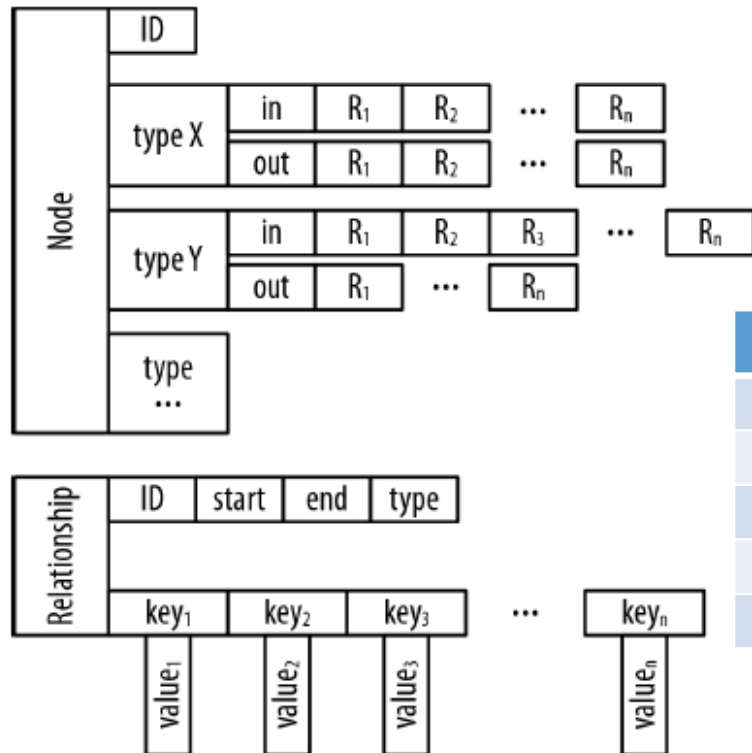 ID
type X in R₁ R₂ ... Rₙ
out R₁ R₂ ... Rₙ
Node
type Y in R₁ R₂ R₃ ... Rₙ
out R₁ ... Rₙ
type
...
Relationship
ID start end type
key₁ key₂ key₃ ... keyₙ
value₁ value₂ value₃ valueₙ